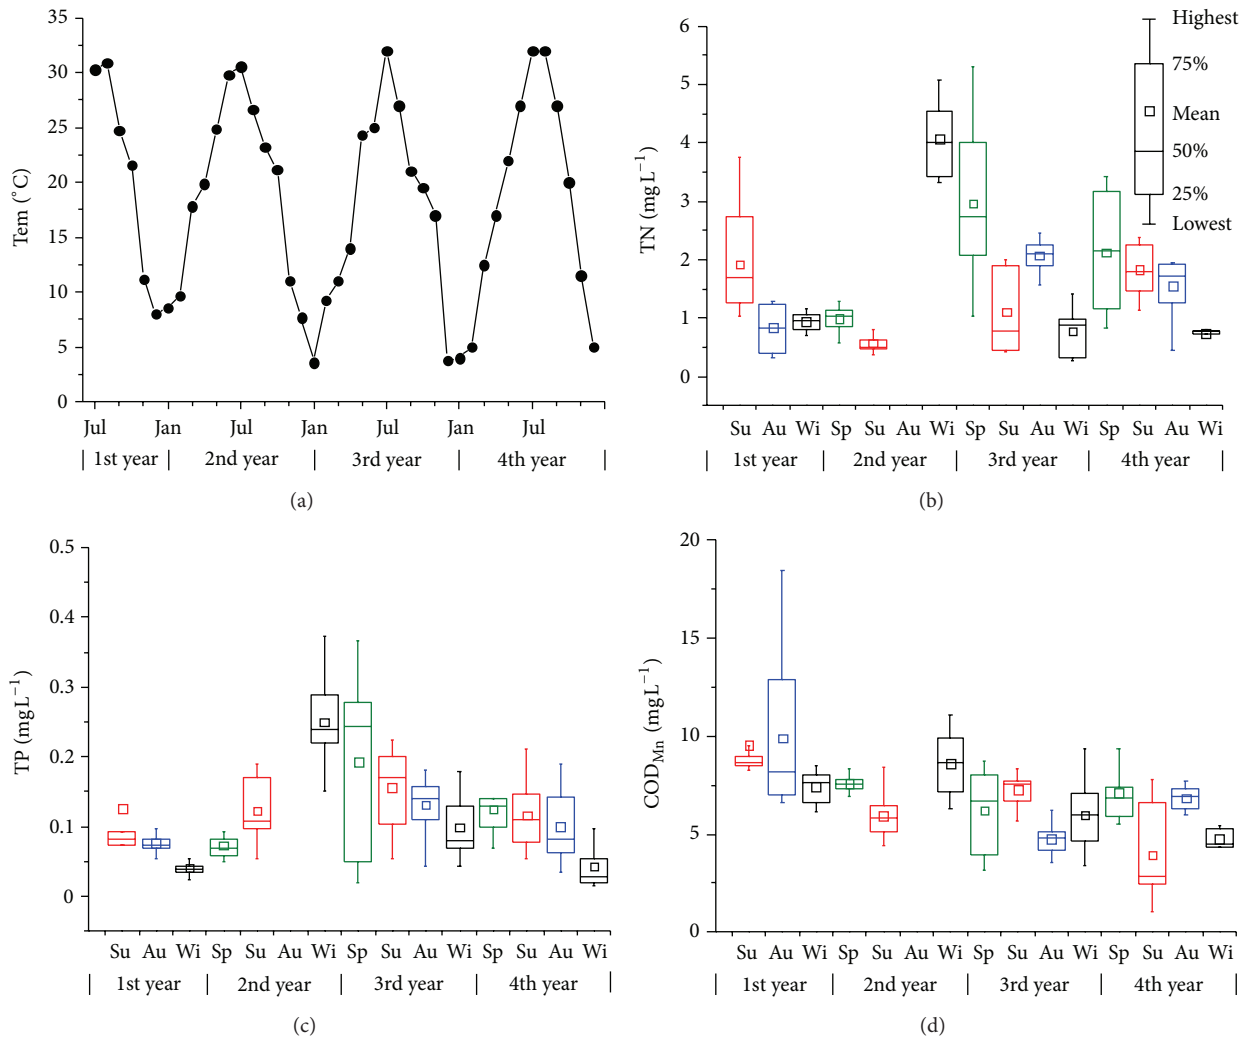 35
30
25
20
15
10
5
0
Tem (°C)
Jul Jan Jul Jan Jul Jan Jul
1st year 2nd year 3rd year 4th year
(a)
6
5
4
3
2
1
0
TN (mg L−1)
Highest
75%
Mean
50%
25%
Lowest
Su Au Wi Sp Su Au Wi Sp Su Au Wi Sp Su Au Wi
1st year 2nd year 3rd year 4th year
(b)
0.5
0.4
0.3
0.2
0.1
0
TP (mg L−1)
Su Au Wi Sp Su Au Wi Sp Su Au Wi Sp Su Au Wi
1st year 2nd year 3rd year 4th year
(c)
20
15
10
5
0
CODMn (mg L−1)
Su Au Wi Sp Su Au Wi Sp Su Au Wi Sp Su Au Wi
1st year 2nd year 3rd year 4th year
(d)